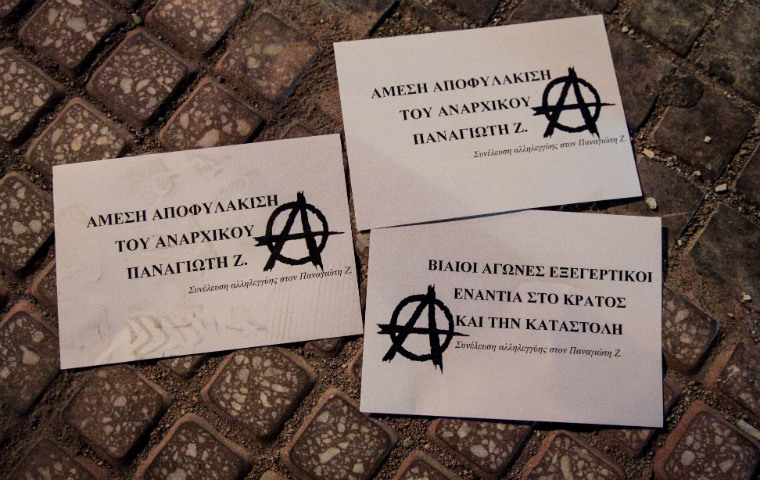 ΑΜΕΣΗ ΑΠΟΦΥΛΑΚΙΣΗ
ΤΟΥ ΑΝΑΡΧΙΚΟΥ
ΠΑΝΑΓΙΩΤΗ Ζ.
Συνέλευση αλληλεγγύης στον Παναγιώτη Ζ.
ΑΜΕΣΗ ΑΠΟΦΥΛΑΚΙΣΗ
ΤΟΥ ΑΝΑΡΧΙΚΟΥ
ΠΑΝΑΓΙΩΤΗ Ζ.
Συνέλευση αλληλεγγύης στον Παναγιώτη Ζ.
ΒΙΑΙΟΙ ΑΓΩΝΕΣ ΕΞΕΓΕΡΤΙΚΟΙ
ΕΝΑΝΤΙΑ ΣΤΟ ΚΡΑΤΟΣ
ΚΑΙ ΤΗΝ ΚΑΤΑΣΤΟΛΗ
Συνέλευση αλληλεγγύης στον Παναγιώτη Ζ.